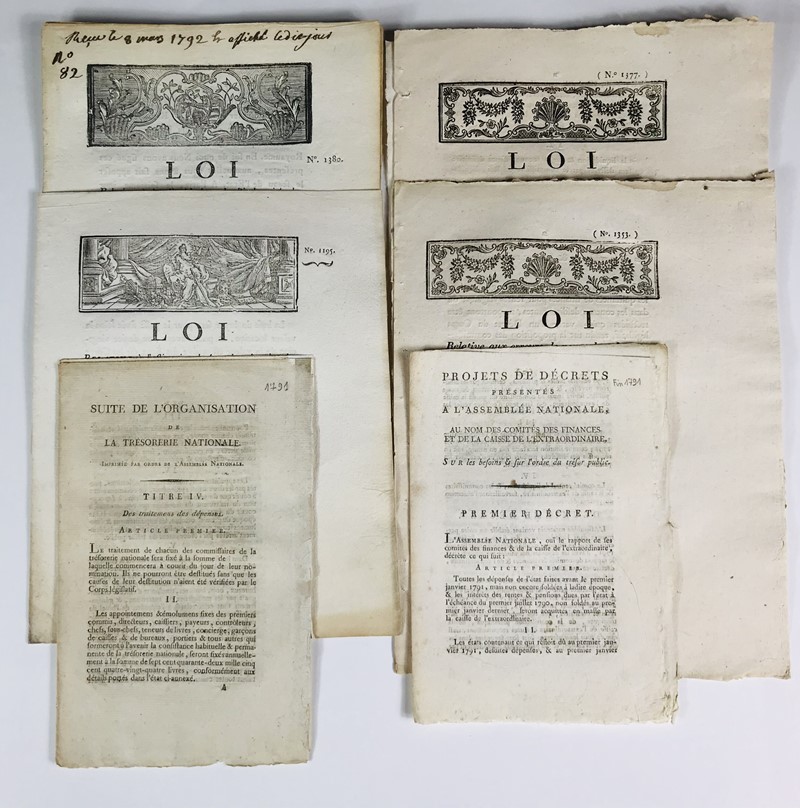 Reçu le 8 mars 1792 & affiché ledit jour
No
82
LOI
N°. 1380.
( N.° 1377. )
LOI
N°. 1195.
LOI
( N°. 1353. )
LOI
Relative aux
1791
SUITE DE L'ORGANISATION
DE
LA TRÉSORERIE NATIONALE.
IMPRIMÉE PAR ORDRE DE L'ASSEMBLÉE NATIONALE.
TITRE IV.
Des traitemens des dépenses.
ARTICLE PREMIER.
LE traitement de chacun des commissaires de la
trésorerie nationale sera fixé à la somme de
laquelle commencera à courir du jour de leur no-
mination. Ils ne pourront être destitués sans que les
causes de leur destitution n'aient été vérifiées par le
Corps législatif.
II.
Les appointemens & émolumens fixes des premiers
commis, directeurs, caissiers, payeurs, contrôleurs,
chefs, sous-chefs, teneurs de livres, concierge, garçons
de caisses, & de bureaux, portiers & tous autres qui
formeront à l'avenir la consistance habituelle & perma-
nente de la trésorerie nationale, seront fixés annuelle-
ment à la somme de sept cent quarante-deux mille cinq
cent quatre-vingt-quatre livres, conformément aux
détails portés dans l'état ci-annexé.
A
Fin 1791
PROJETS DE DÉCRETS
PRÉSENTÉS
A L'ASSEMBLÉE NATIONALE,
AU NOM DES COMITÉS DES FINANCES
ET DE LA CAISSE DE L'EXTRAORDINAIRE,
SUR les besoins & sur l'ordre du trésor public.
PREMIER DÉCRET.
L'ASSEMBLÉE NATIONALE, oui le rapport de ses
comités des finances & de la caisse de l'extraordinaire,
décrète ce qui suit :
ARTICLE PREMIER.
Toutes les dépenses de l'état faites avant le premier
janvier 1791, mais non encore soldées à ladite époque,
& les intérêts des rentes & pensions dues par l'état à
l'échéance du premier juillet 1790, non soldés au pre-
mier janvier dernier, seront acquittés en masse par
la caisse de l'extraordinaire.
II.
Les états contenant ce qui restoit dû au premier jan-
vier 1791, desdites dépenses, & au premier janvier